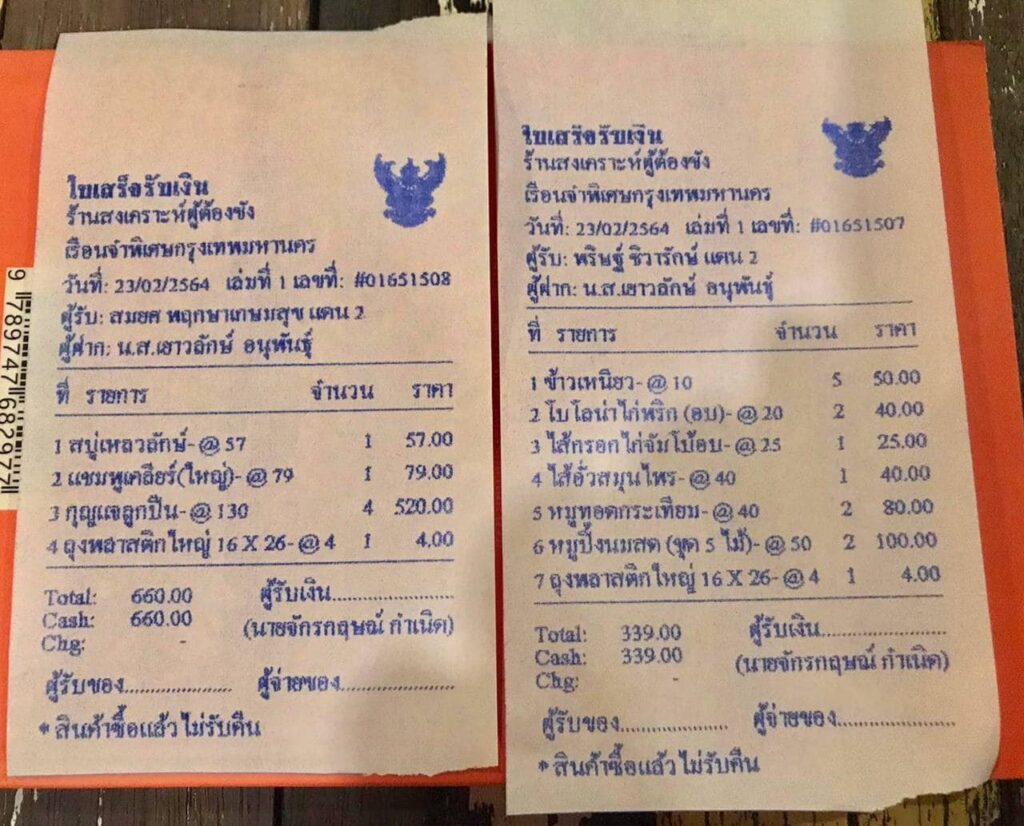 ใบเสร็จรับเงิน
ร้านสงเคราะห์ผู้ต้องขัง
เรือนจำพิเศษกรุงเทพมหานคร
วันที่: 23/02/2564 เล่มที่ 1 เลขที่: #01651508
ผู้รับ: สมยศ พฤกษาเกษมสุข แดน 2
ผู้ฝาก: น.ส.เยาวลักษ์ อนุพันธุ์
ที่ รายการ จำนวน ราคา
1 สบู่เหลวลักษ์- @ 57 1 57.00
2 แชมพูเคลียร์(ใหญ่)- @ 79 1 79.00
3 กุญแจลูกปืน- @ 130 4 520.00
4 ถุงพลาสติกใหญ่ 16 X 26- @ 4 1 4.00
Total: 660.00 ผู้รับเงิน....................
Cash: 660.00 (นายจักรกฤษณ์ กำเนิด)
Chg: -
ผู้รับของ.................... ผู้จ่ายของ....................
* สินค้าซื้อแล้ว ไม่รับคืน
9 789747 682977
ใบเสร็จรับเงิน
ร้านสงเคราะห์ผู้ต้องขัง
เรือนจำพิเศษกรุงเทพมหานคร
วันที่: 23/02/2564 เล่มที่ 1 เลขที่: #01651507
ผู้รับ: พริษฐ์ ชิวารักษ์ แดน 2
ผู้ฝาก: น.ส.เยาวลักษ์ อนุพันธุ์
ที่ รายการ จำนวน ราคา
1 ข้าวเหนียว- @ 10 5 50.00
2 โบโลน่าไก่พริก (อบ)- @ 20 2 40.00
3 ไส้กรอกไก่จัมโบ้อบ- @ 25 1 25.00
4 ไส้อั่วสมุนไพร- @ 40 1 40.00
5 หมูทอดกระเทียม- @ 40 2 80.00
6 หมูปิ้งนมสด (ชุด 5 ไม้)- @ 50 2 100.00
7 ถุงพลาสติกใหญ่ 16 X 26- @ 4 1 4.00
Total: 339.00 ผู้รับเงิน....................
Cash: 339.00 (นายจักรกฤษณ์ กำเนิด)
Chg: -
ผู้รับของ.................... ผู้จ่ายของ....................
* สินค้าซื้อแล้ว ไม่รับคืน